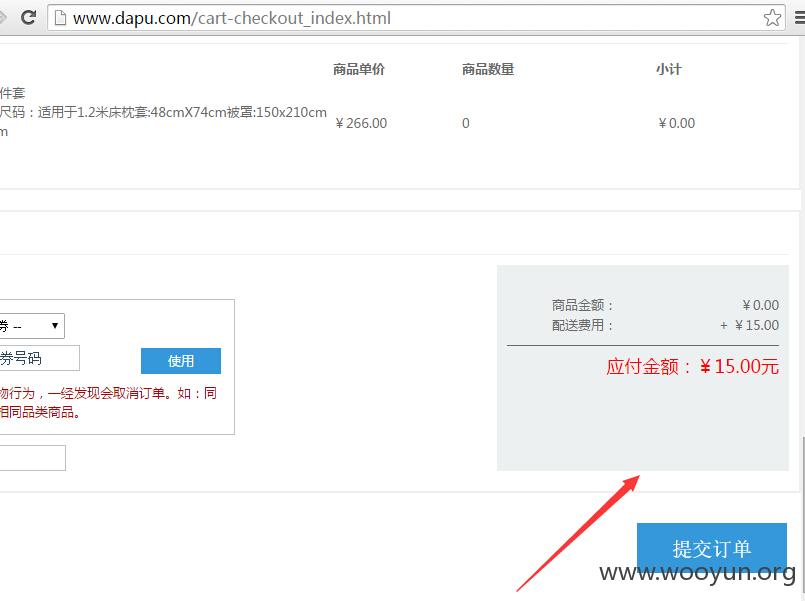 www.dapu.com/cart-checkout_index.html
商品单价 商品数量 小计
件套
尺码：适用于1.2米床枕套:48cmX74cm被罩:150x210cm
m
￥266.00 0 ￥0.00
商品金额： ￥0.00
配送费用： + ￥15.00
应付金额：￥15.00元
券 --
券号码 使用
物行为，一经发现会取消订单。如：同
相同品类商品。
提交订单
www.wooyun.org